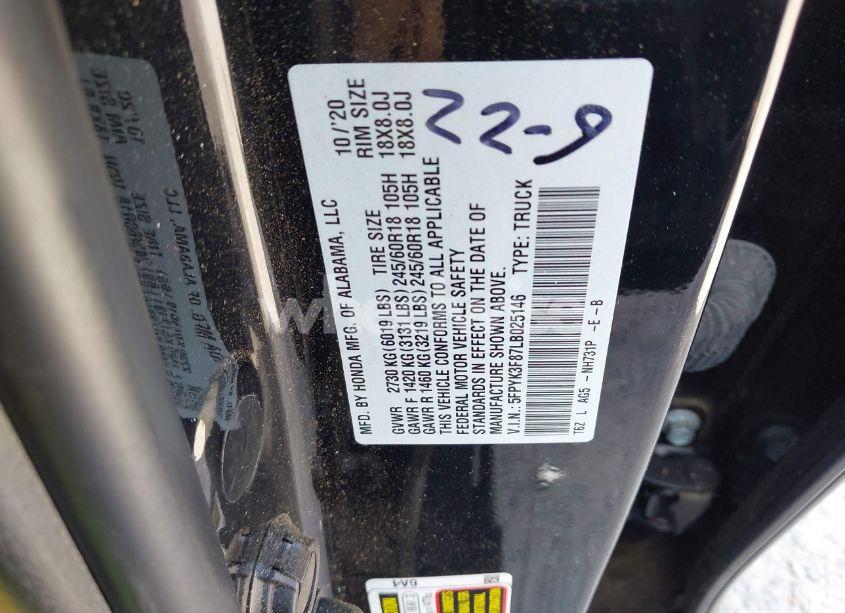 MFD. BY HONDA MFG. OF ALABAMA, LLC 10/'20
GVWR 2730 KG (6019 LBS) TIRE SIZE RIM SIZE
GAWR F 1420 KG (3131 LBS) 245/60R18 105H 18X8.0J
GAWR R 1460 KG (3219 LBS) 245/60R18 105H 18X8.0J
THIS VEHICLE CONFORMS TO ALL APPLICABLE
FEDERAL MOTOR VEHICLE SAFETY
STANDARDS IN EFFECT ON THE DATE OF
MANUFACTURE SHOWN ABOVE.
V.I.N.: 5FPYK3F87LB025146 TYPE: TRUCK
T6Z L AG5 -NH731P -E -B
22-9